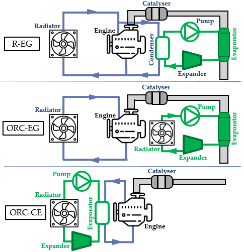 Catalyser
Radiator
Pump
Engine
R-EG
Condenser
Evaporator
Expander
Catalyser
Radiator
Pump
Engine
ORC-EG
Evaporator
Radiator
Expander
Catalyser
Pump
Radiator
Evaporator
ORC-CE
Expander
Engine